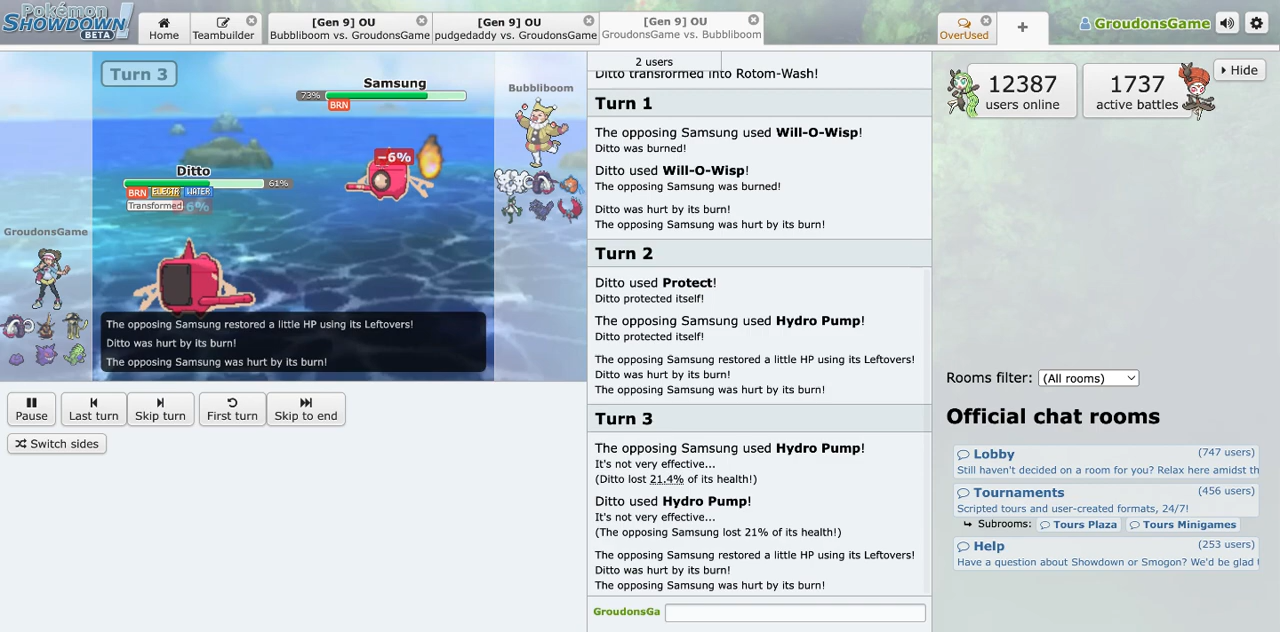 Pokémon
SHOWDOWN!
BETA
Home
Teambuilder
[Gen 9] OU
Bubbliboom vs. GroudonsGame
[Gen 9] OU
pudgedaddy vs. GroudonsGame
[Gen 9] OU
GroudonsGame vs. Bubbliboom
OverUsed
+
GroudonsGame
Turn 3
Samsung
73%
BRN
-6%
Ditto
61%
BRN ELECTR WATER
Transformed
Bubbliboom
GroudonsGame
The opposing Samsung restored a little HP using its Leftovers!
Ditto was hurt by its burn!
The opposing Samsung was hurt by its burn!
Pause
Last turn
Skip turn
First turn
Skip to end
Switch sides
2 users
Ditto transformed into Rotom-Wash!
Turn 1
The opposing Samsung used Will-O-Wisp!
Ditto was burned!
Ditto used Will-O-Wisp!
The opposing Samsung was burned!
Ditto was hurt by its burn!
The opposing Samsung was hurt by its burn!
Turn 2
Ditto used Protect!
Ditto protected itself!
The opposing Samsung used Hydro Pump!
Ditto protected itself!
The opposing Samsung restored a little HP using its Leftovers!
Ditto was hurt by its burn!
The opposing Samsung was hurt by its burn!
Turn 3
The opposing Samsung used Hydro Pump!
It's not very effective...
(Ditto lost 21.4% of its health!)
Ditto used Hydro Pump!
It's not very effective...
(The opposing Samsung lost 21% of its health!)
The opposing Samsung restored a little HP using its Leftovers!
Ditto was hurt by its burn!
The opposing Samsung was hurt by its burn!
GroudonsGa
12387
users online
1737
active battles
Hide
Rooms filter: (All rooms)
Official chat rooms
Lobby (747 users)
Still haven't decided on a room for you? Relax here amidst th
Tournaments (456 users)
Scripted tours and user-created formats, 24/7!
Subrooms: Tours Plaza Tours Minigames
Help (253 users)
Have a question about Showdown or Smogon? We'd be glad t